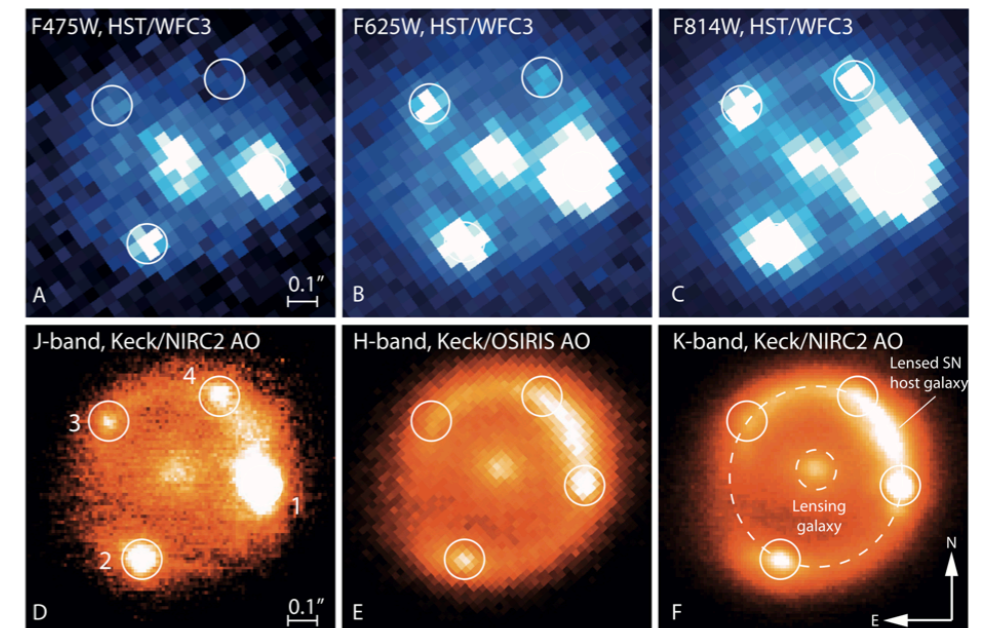 F475W, HST/WFC3
A
0.1"
F625W, HST/WFC3
B
F814W, HST/WFC3
C
J-band, Keck/NIRC2 AO
4
3
1
2
D
0.1"
H-band, Keck/OSIRIS AO
E
K-band, Keck/NIRC2 AO
Lensed SN
host galaxy
Lensing
galaxy
N
E
F